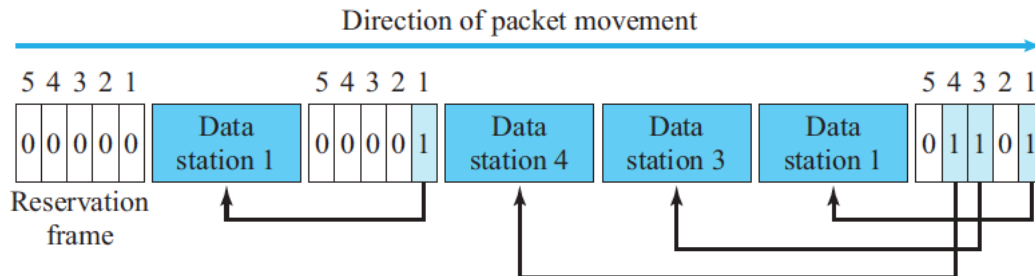 Direction of packet movement
5 4 3 2 1
5 4 3 2 1
5 4 3 2 1
0 0 0 0 0
Data
station 1
0 0 0 0 1
Data
station 4
Data
station 3
Data
station 1
0 1 1 0 1
Reservation
frame